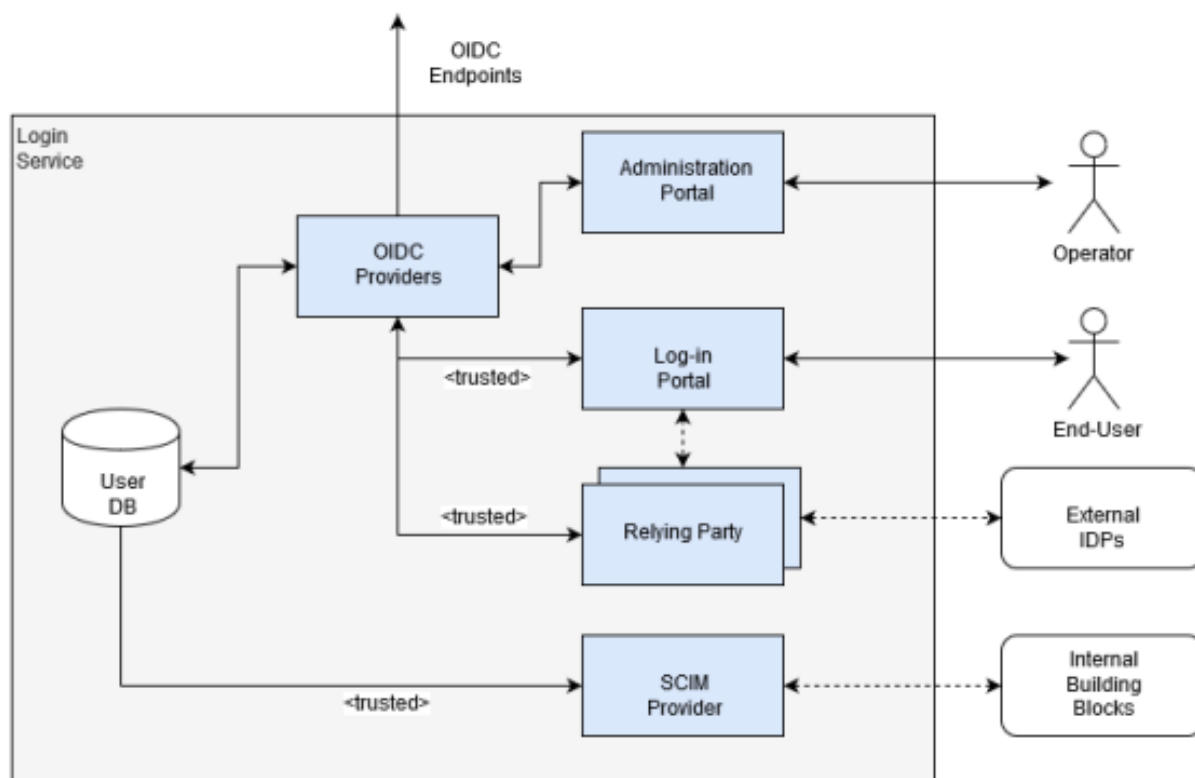 OIDC
Endpoints
Login
Service
Administration
Portal
OIDC
Providers
Operator
Log-in
Portal
<trusted>
End-User
User
DB
<trusted>
Relying Party
External
IDPs
SCIM
Provider
<trusted>
Internal
Building
Blocks